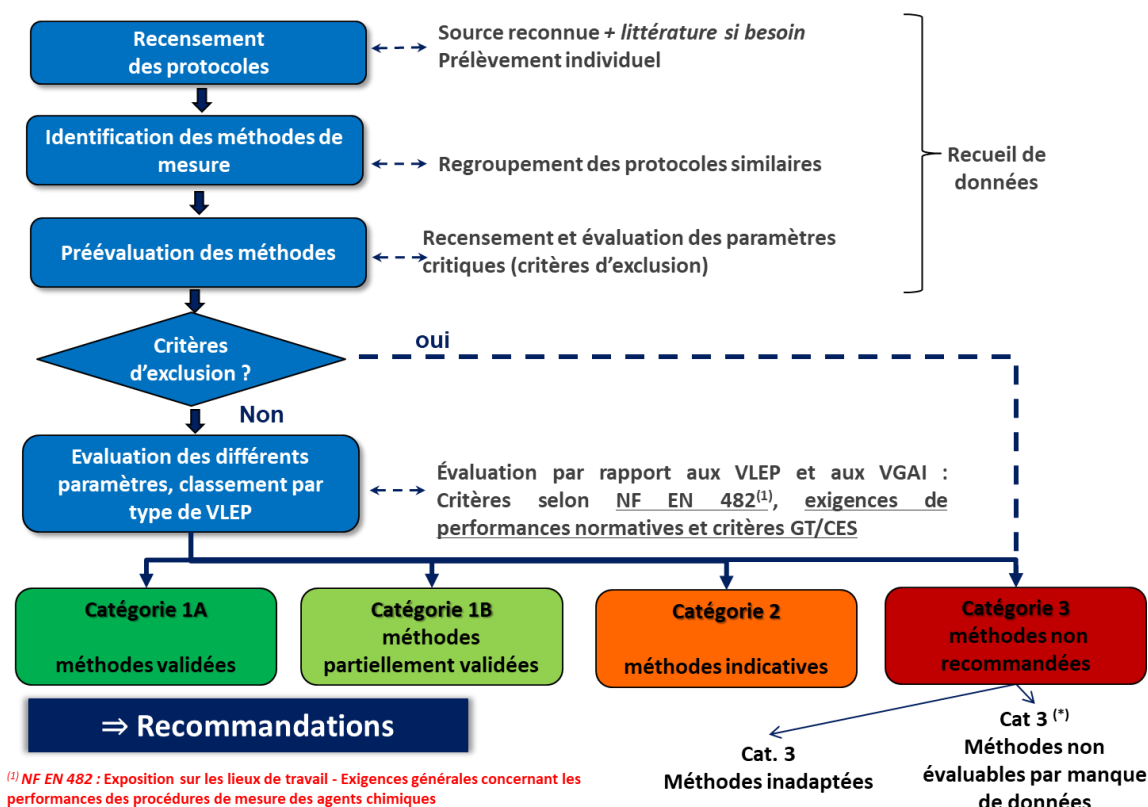 Recensement
des protocoles
Source reconnue + littérature si besoin
Prélèvement individuel
Identification des méthodes de
mesure
Regroupement des protocoles similaires
Recueil de
données
Préévaluation des méthodes
Recensement et évaluation des paramètres
critiques (critères d'exclusion)
Critères
d'exclusion ?
oui
Non
Evaluation des différents
paramètres, classement par
type de VLEP
Évaluation par rapport aux VLEP et aux VGAI :
Critères selon NF EN 482(1), exigences de
performances normatives et critères GT/CES
Catégorie 1A
méthodes validées
Catégorie 1B
méthodes
partiellement validées
Catégorie 2
méthodes indicatives
Catégorie 3
méthodes non
recommandées
⇒ Recommandations
Cat. 3
Méthodes inadaptées
Cat 3 (*)
Méthodes non
évaluables par manque
de données
(1) NF EN 482 : Exposition sur les lieux de travail - Exigences générales concernant les
performances des procédures de mesure des agents chimiques